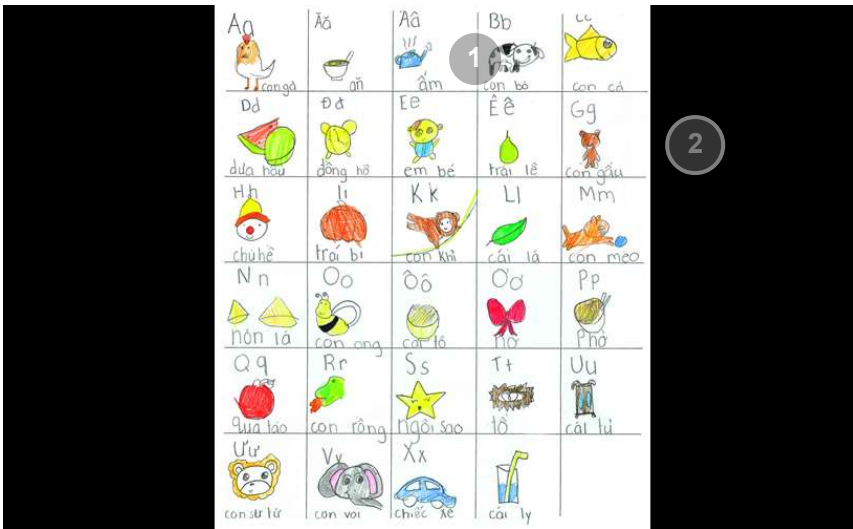 Aa
Ăă
Ââ
Bb
Cc
con gà
ăn
ấm
con bò
con cá
Dd
Đđ
Ee
Êê
Gg
dưa hấu
đồng hồ
em bé
trái lê
con gấu
Hh
Ii
Kk
Ll
Mm
chú hề
trái bí
con khỉ
cái lá
con mèo
Nn
Oo
Ôô
Ơơ
Pp
nón lá
con ong
cái tô
nơ
Phở
Qq
Rr
Ss
Tt
Uu
quả táo
con rồng
ngôi sao
tổ
cái tủ
Ưư
Vv
Xx
con sư tử
con voi
chiếc xe
cái ly
1
2